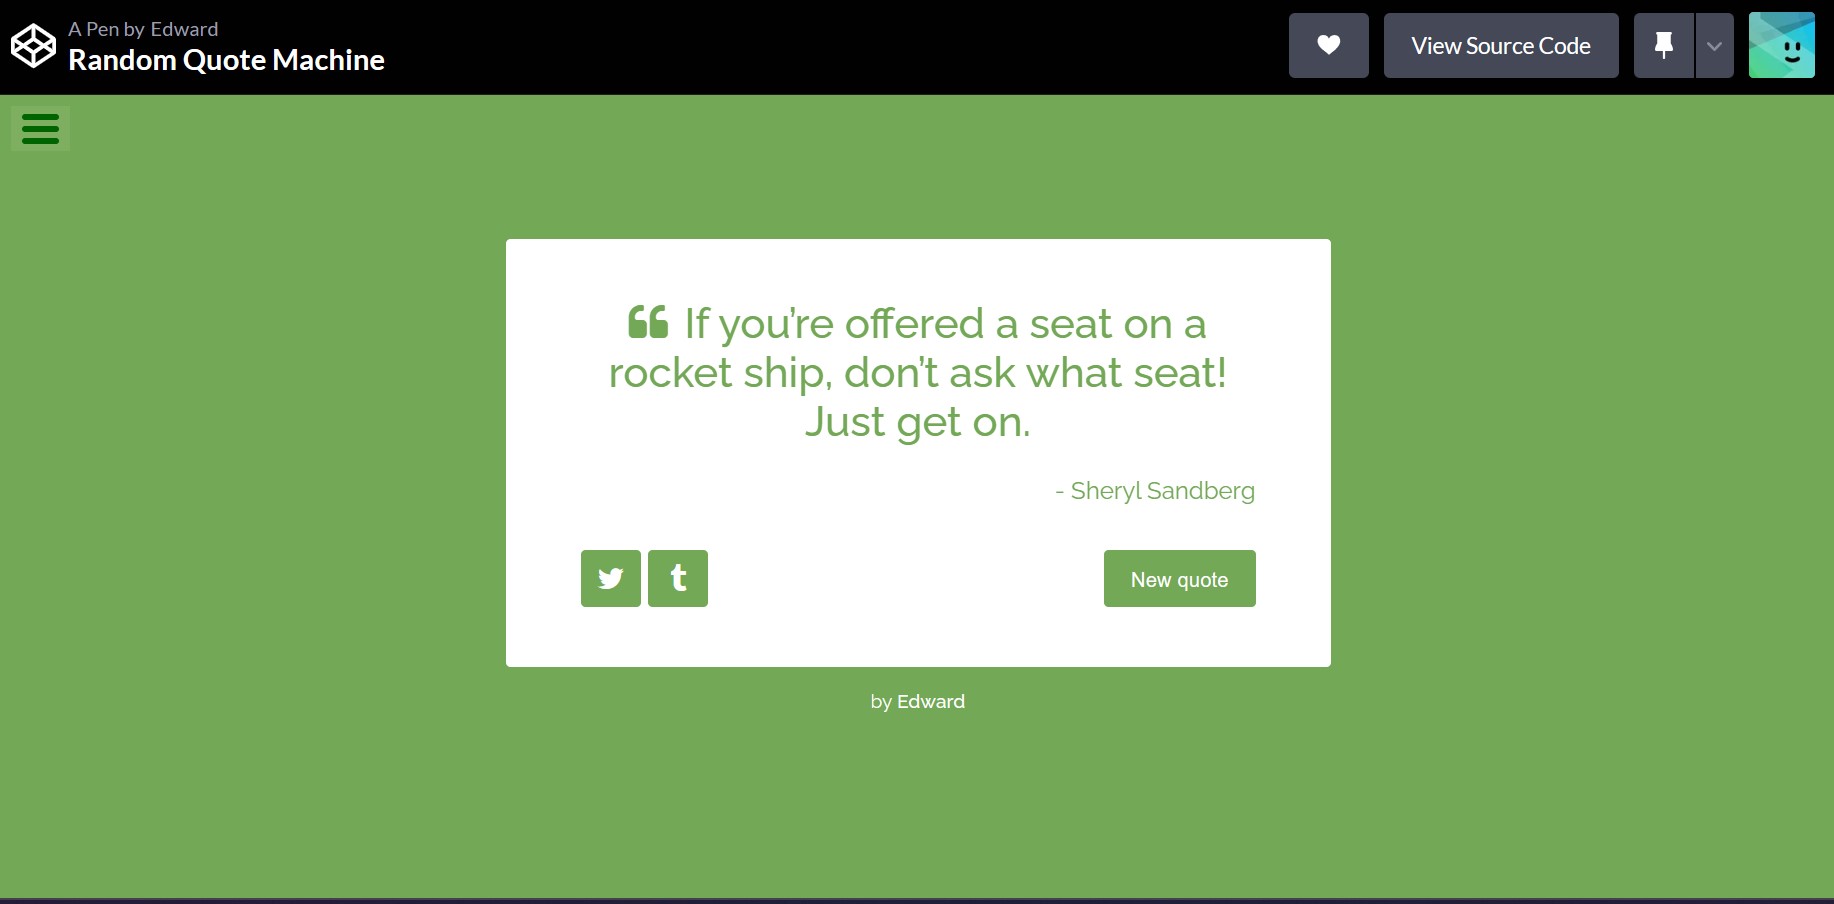 A Pen by Edward
Random Quote Machine
View Source Code
If you’re offered a seat on a
rocket ship, don’t ask what seat!
Just get on.
- Sheryl Sandberg
New quote
by Edward